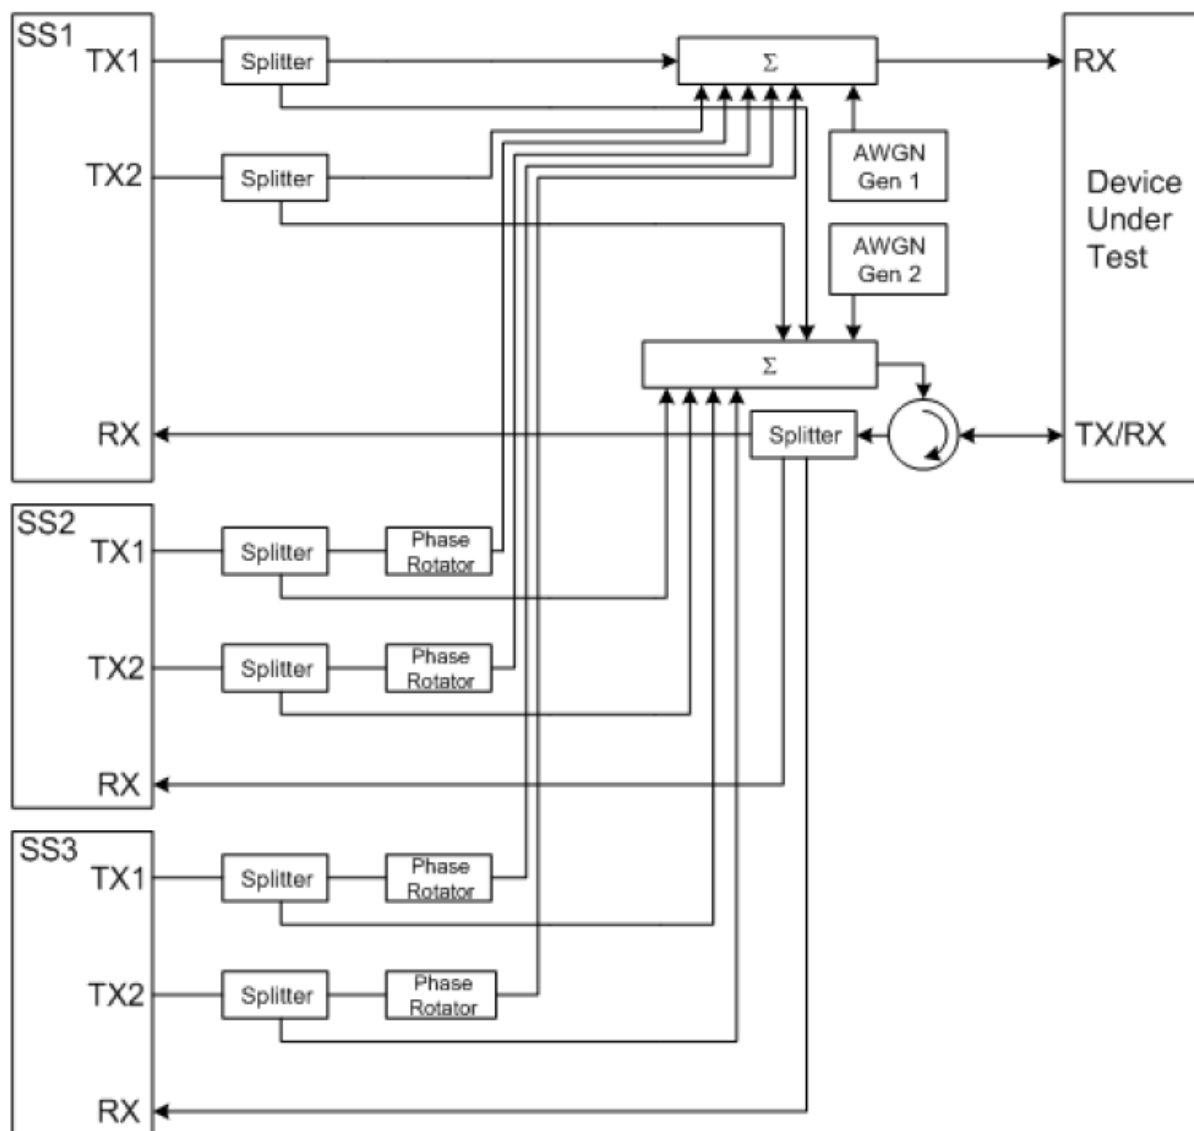 SS1
TX1
Splitter
Σ
RX
TX2
Splitter
AWGN
Gen 1
Device
Under
Test
AWGN
Gen 2
Σ
RX
Splitter
TX/RX
SS2
TX1
Splitter
Phase
Rotator
TX2
Splitter
Phase
Rotator
RX
SS3
TX1
Splitter
Phase
Rotator
TX2
Splitter
Phase
Rotator
RX